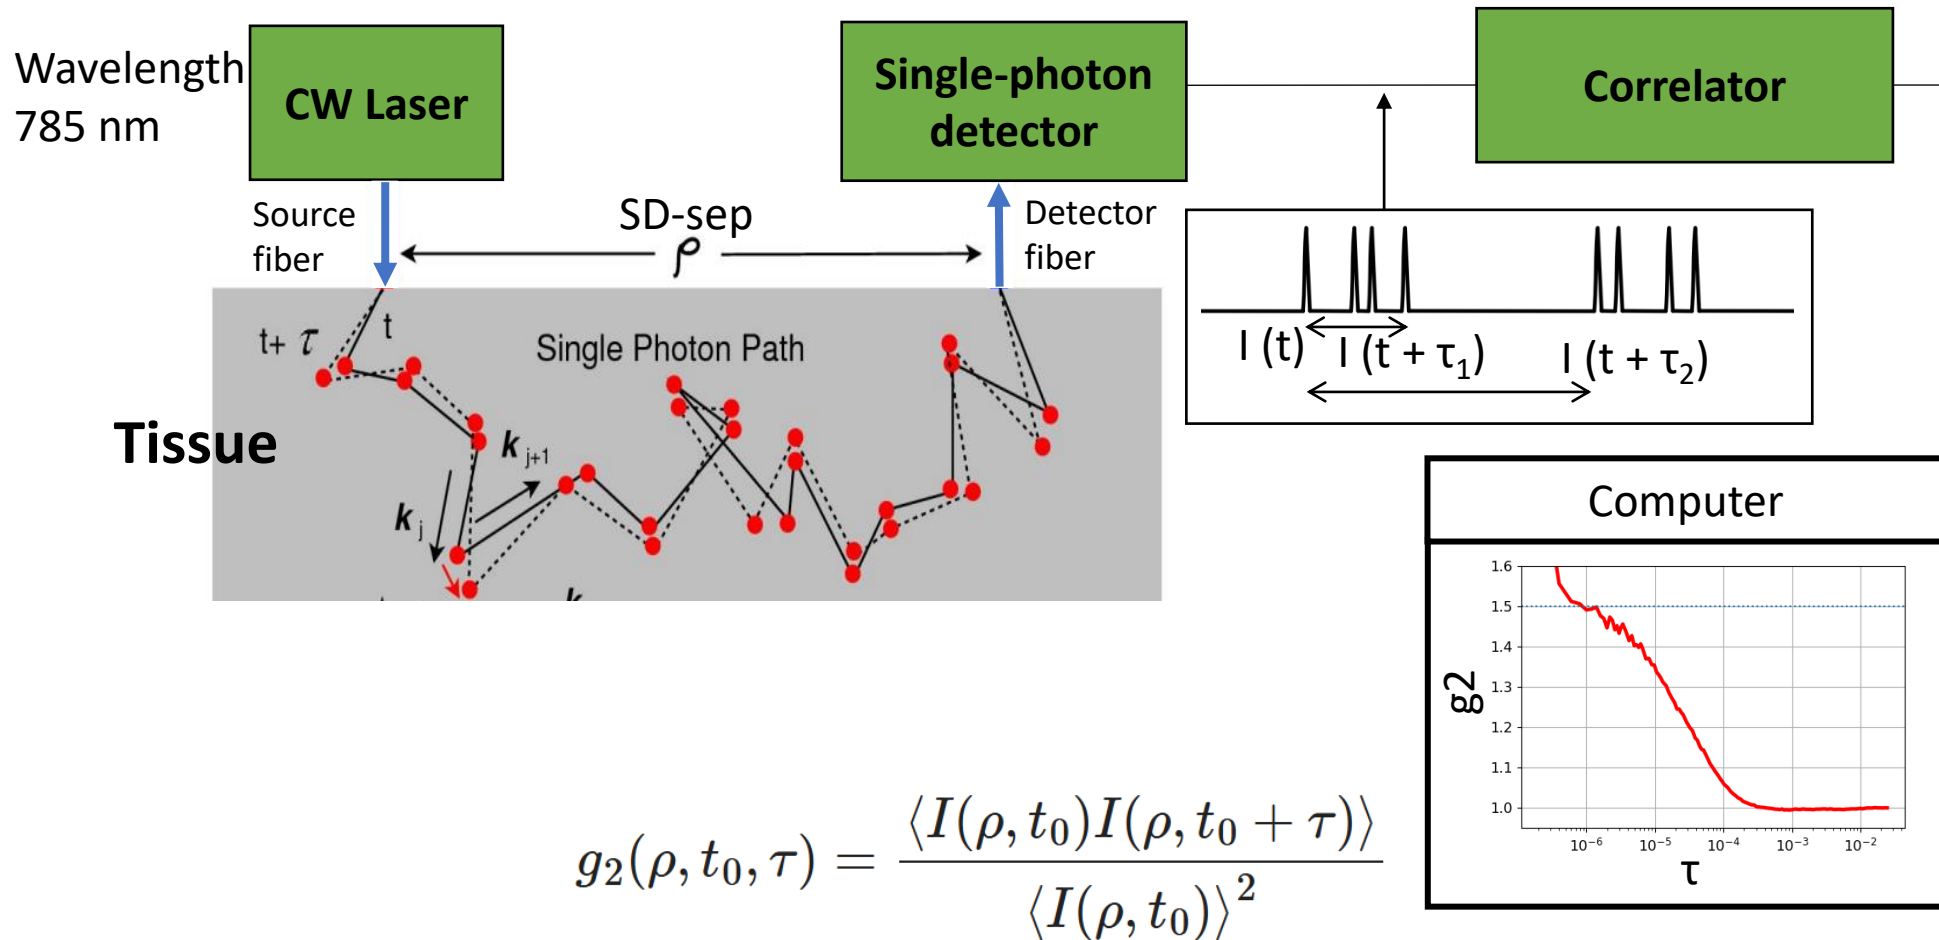 Wavelength
785 nm
CW Laser
Single-photon
detector
Correlator
Source
fiber
SD-sep
ρ
Detector
fiber
t+ τ
t
Single Photon Path
I (t)
I (t + τ₁)
I (t + τ₂)
Tissue
k j+1
k j
Computer
1.6
1.5
1.4
1.3
1.2
1.1
1.0
g2
10⁻⁶ 10⁻⁵ 10⁻⁴ 10⁻³ 10⁻²
τ
g₂(ρ, t₀, τ) = ⟨I(ρ, t₀)I(ρ, t₀ + τ)⟩ / ⟨I(ρ, t₀)⟩²